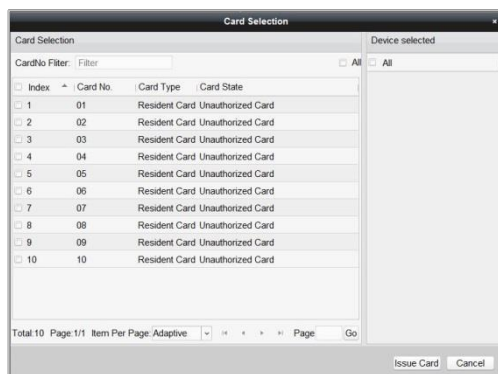 Card Selection
Card Selection
Device selected
CardNo Fliter: Filter
All
All
Index Card No. Card Type Card State
1 01 Resident Card Unauthorized Card
2 02 Resident Card Unauthorized Card
3 03 Resident Card Unauthorized Card
4 04 Resident Card Unauthorized Card
5 05 Resident Card Unauthorized Card
6 06 Resident Card Unauthorized Card
7 07 Resident Card Unauthorized Card
8 08 Resident Card Unauthorized Card
9 09 Resident Card Unauthorized Card
10 10 Resident Card Unauthorized Card
Total:10 Page:1/1 Item Per Page: Adaptive Page Go
Issue Card Cancel